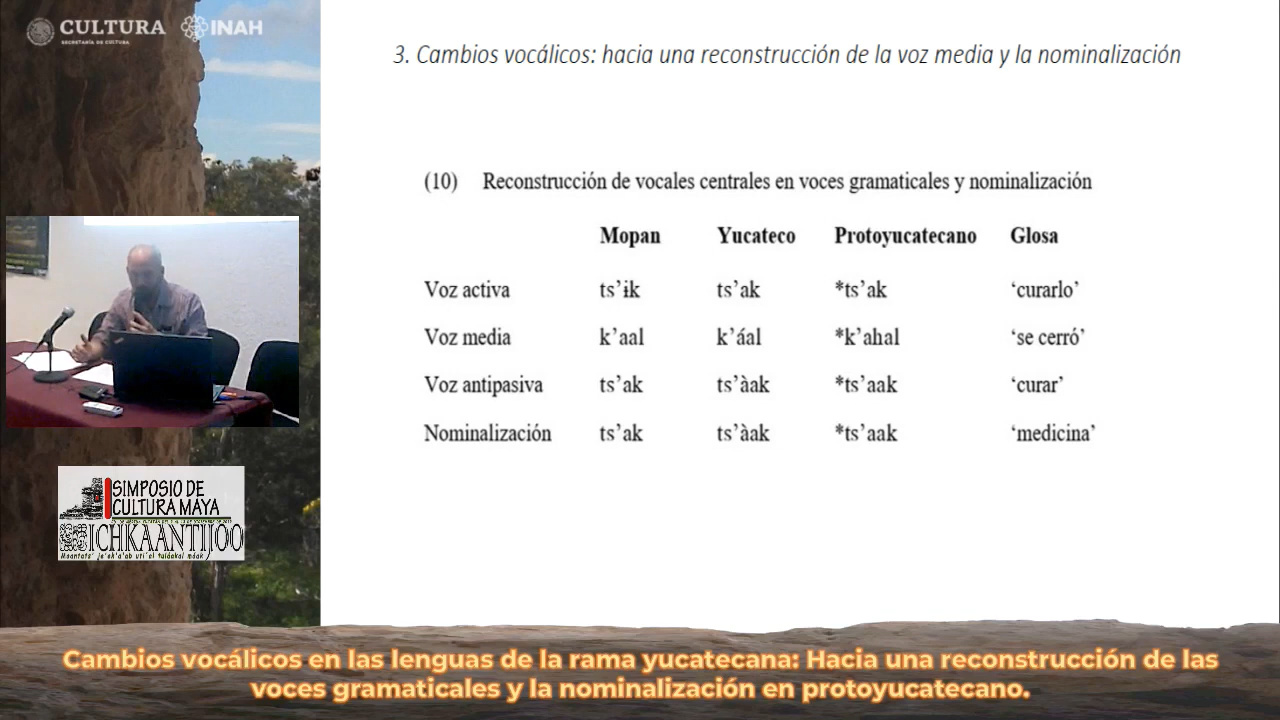 CULTURA
SECRETARÍA DE CULTURA
INAH
3. Cambios vocálicos: hacia una reconstrucción de la voz media y la nominalización
(10) Reconstrucción de vocales centrales en voces gramaticales y nominalización
Mopan Yucateco Protoyucatecano Glosa
Voz activa ts’ɨk ts’ak *ts’ak ‘curarlo’
Voz media k’aal k’áal *k’ahal ‘se cerró’
Voz antipasiva ts’ak ts’àak *ts’aak ‘curar’
Nominalización ts’ak ts’àak *ts’aak ‘medicina’
SIMPOSIO DE
CULTURA MAYA
ICHKAANTIJOO
Cambios vocálicos en las lenguas de la rama yucatecana: Hacia una reconstrucción de las
voces gramaticales y la nominalización en protoyucatecano.